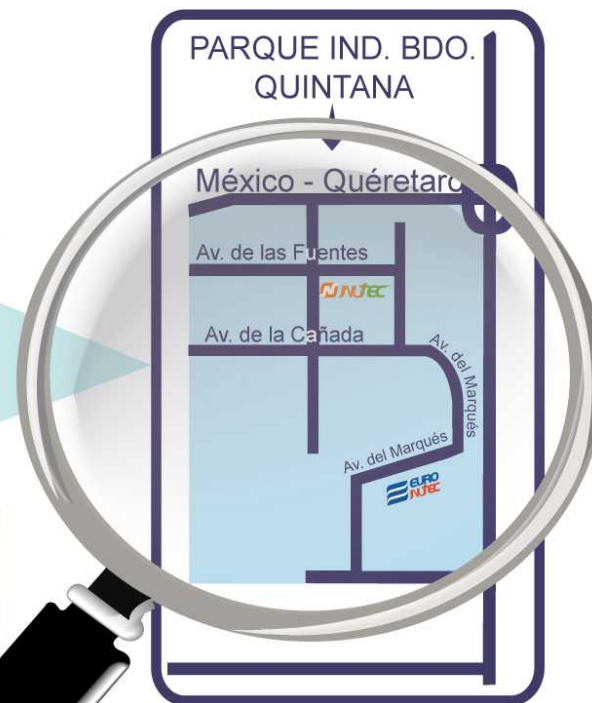 PARQUE IND. BDO.
QUINTANA
México - Quéretaro
Av. de las Fuentes
NUTEC
Av. de la Cañada
Av. del Marqués
Av. del Marqués
EURO
NUTEC